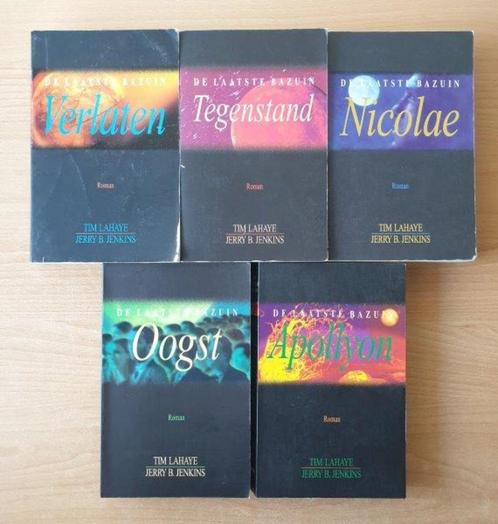 DE LAATSTE BAZUIN
Verlaten
Roman
TIM LAHAYE
JERRY B. JENKINS
DE LAATSTE BAZUIN
Tegenstand
Roman
TIM LAHAYE
JERRY B. JENKINS
DE LAATSTE BAZUIN
Nicolae
Roman
TIM LAHAYE
JERRY B. JENKINS
DE LAATSTE BAZUIN
Oogst
Roman
TIM LAHAYE
JERRY B. JENKINS
DE LAATSTE BAZUIN
Apollyon
Roman
TIM LAHAYE
JERRY B. JENKINS